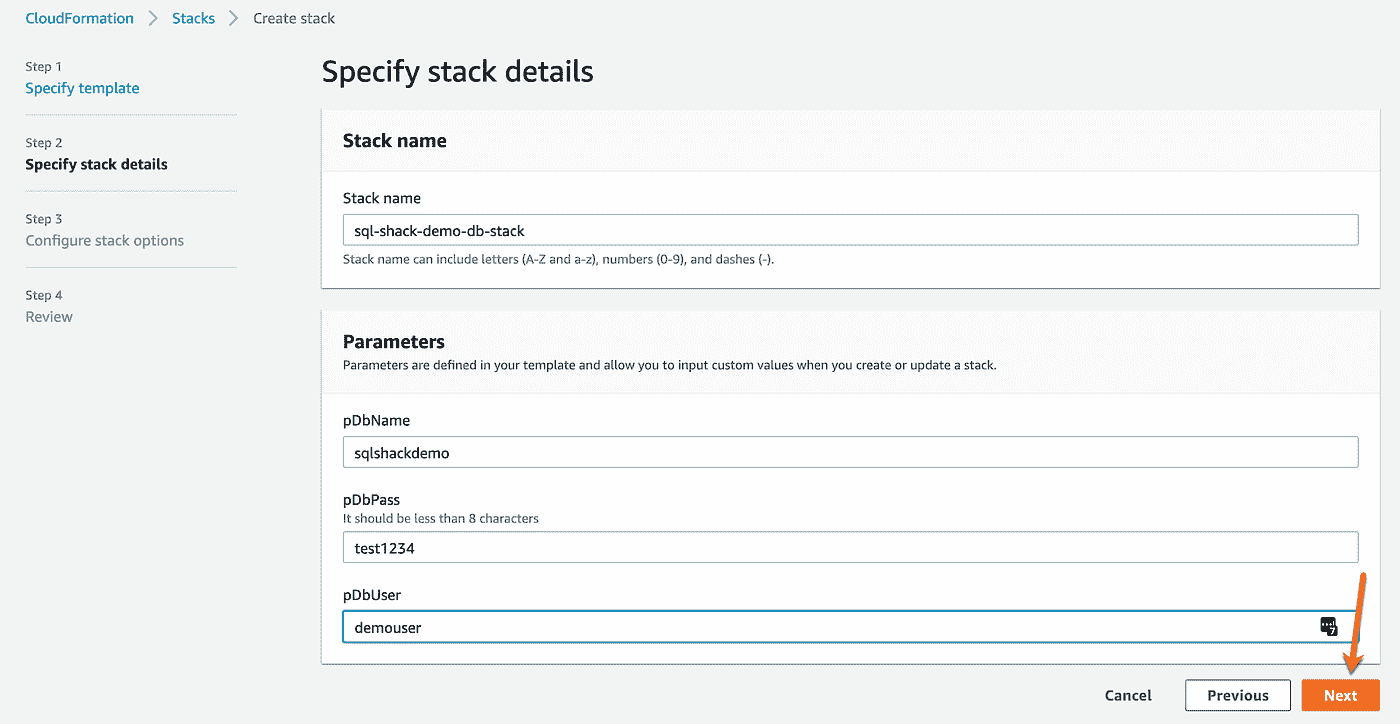 CloudFormation > Stacks > Create stack
Step 1
Specify template
Step 2
Specify stack details
Step 3
Configure stack options
Step 4
Review
Specify stack details
Stack name
Stack name
sql-shack-demo-db-stack
Stack name can include letters (A-Z and a-z), numbers (0-9), and dashes (-).
Parameters
Parameters are defined in your template and allow you to input custom values when you create or update a stack.
pDbName
sqlshackdemo
pDbPass
It should be less than 8 characters
test1234
pDbUser
demouser
7
Cancel Previous Next